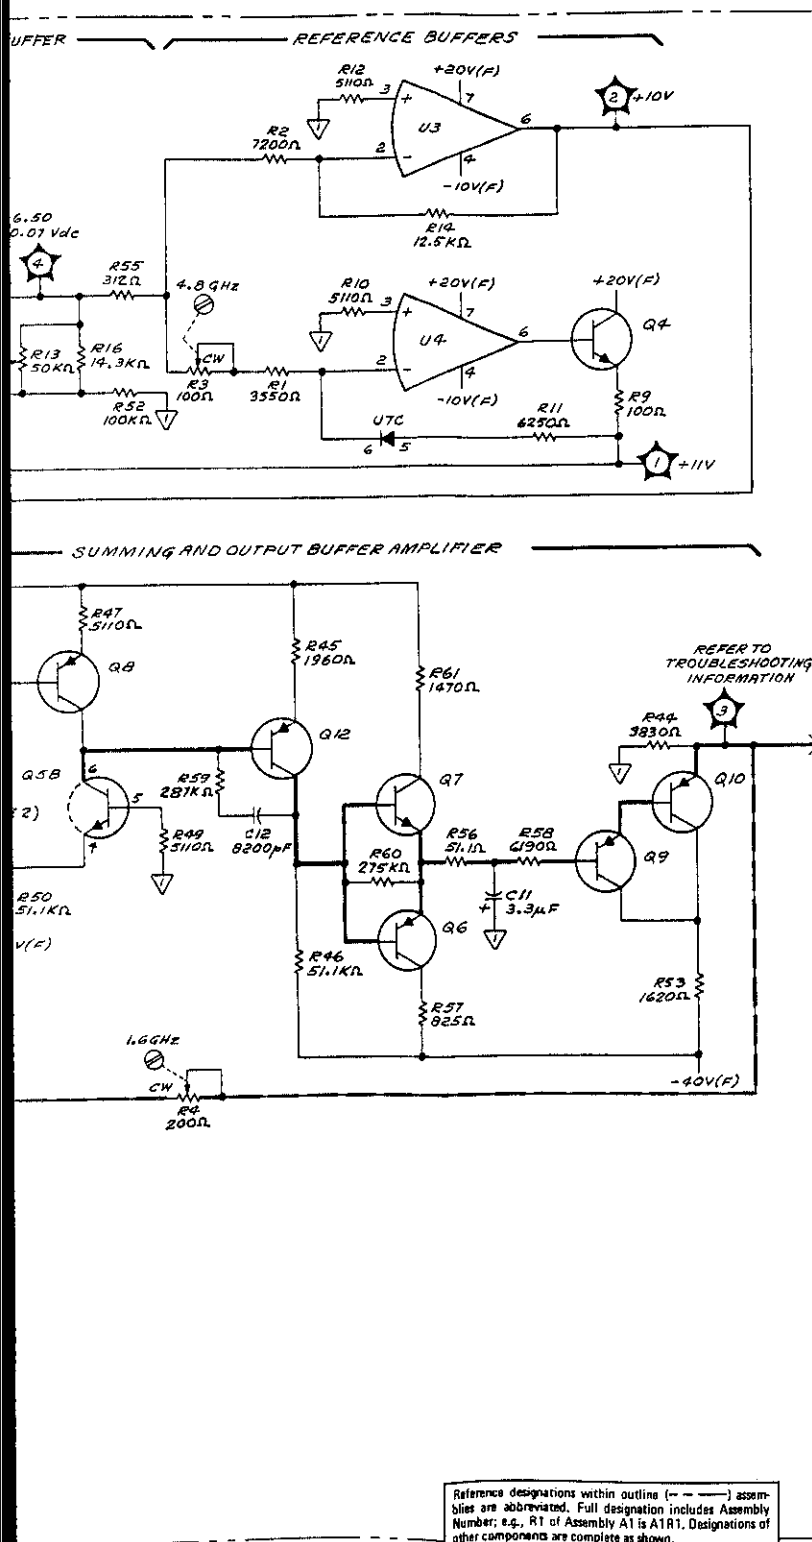 UFFER
REFERENCE BUFFERS
R12
5110Ω
+20V(F)
3
+
7
U3
6
2
+10V
R2
7200Ω
2
-
4
-10V(F)
R14
12.5KΩ
6.50
0.07 Vdc
4
R55
312Ω
4.8 GHz
R10
5110Ω
+20V(F)
3
+
7
U4
6
+20V(F)
Q4
R13
50KΩ
R16
14.3KΩ
CW
R3
100Ω
R1
3550Ω
2
-
4
-10V(F)
R9
100Ω
R52
100KΩ
1
U7C
6
5
R11
6250Ω
1
+11V
SUMMING AND OUTPUT BUFFER AMPLIFIER
R47
5110Ω
Q8
R45
1960Ω
R61
1470Ω
REFER TO
TROUBLESHOOTING
INFORMATION
3
R44
3830Ω
Q12
Q5B
6
R59
287KΩ
Q7
1
Q10
E 2)
5
4
R49
5110Ω
C12
8200pF
R60
275KΩ
R56
51.1Ω
R58
6190Ω
Q9
1
R50
51.1KΩ
+
C11
3.3µF
V(F)
Q6
1
R46
51.1KΩ
R57
825Ω
R53
1620Ω
1.6GHz
CW
R4
200Ω
-40V(F)
Reference designations within outline (— — ——) assem-
blies are abbreviated. Full designation includes Assembly
Number; e.g., R1 of Assembly A1 is A1R1. Designations of
other components are complete as shown.